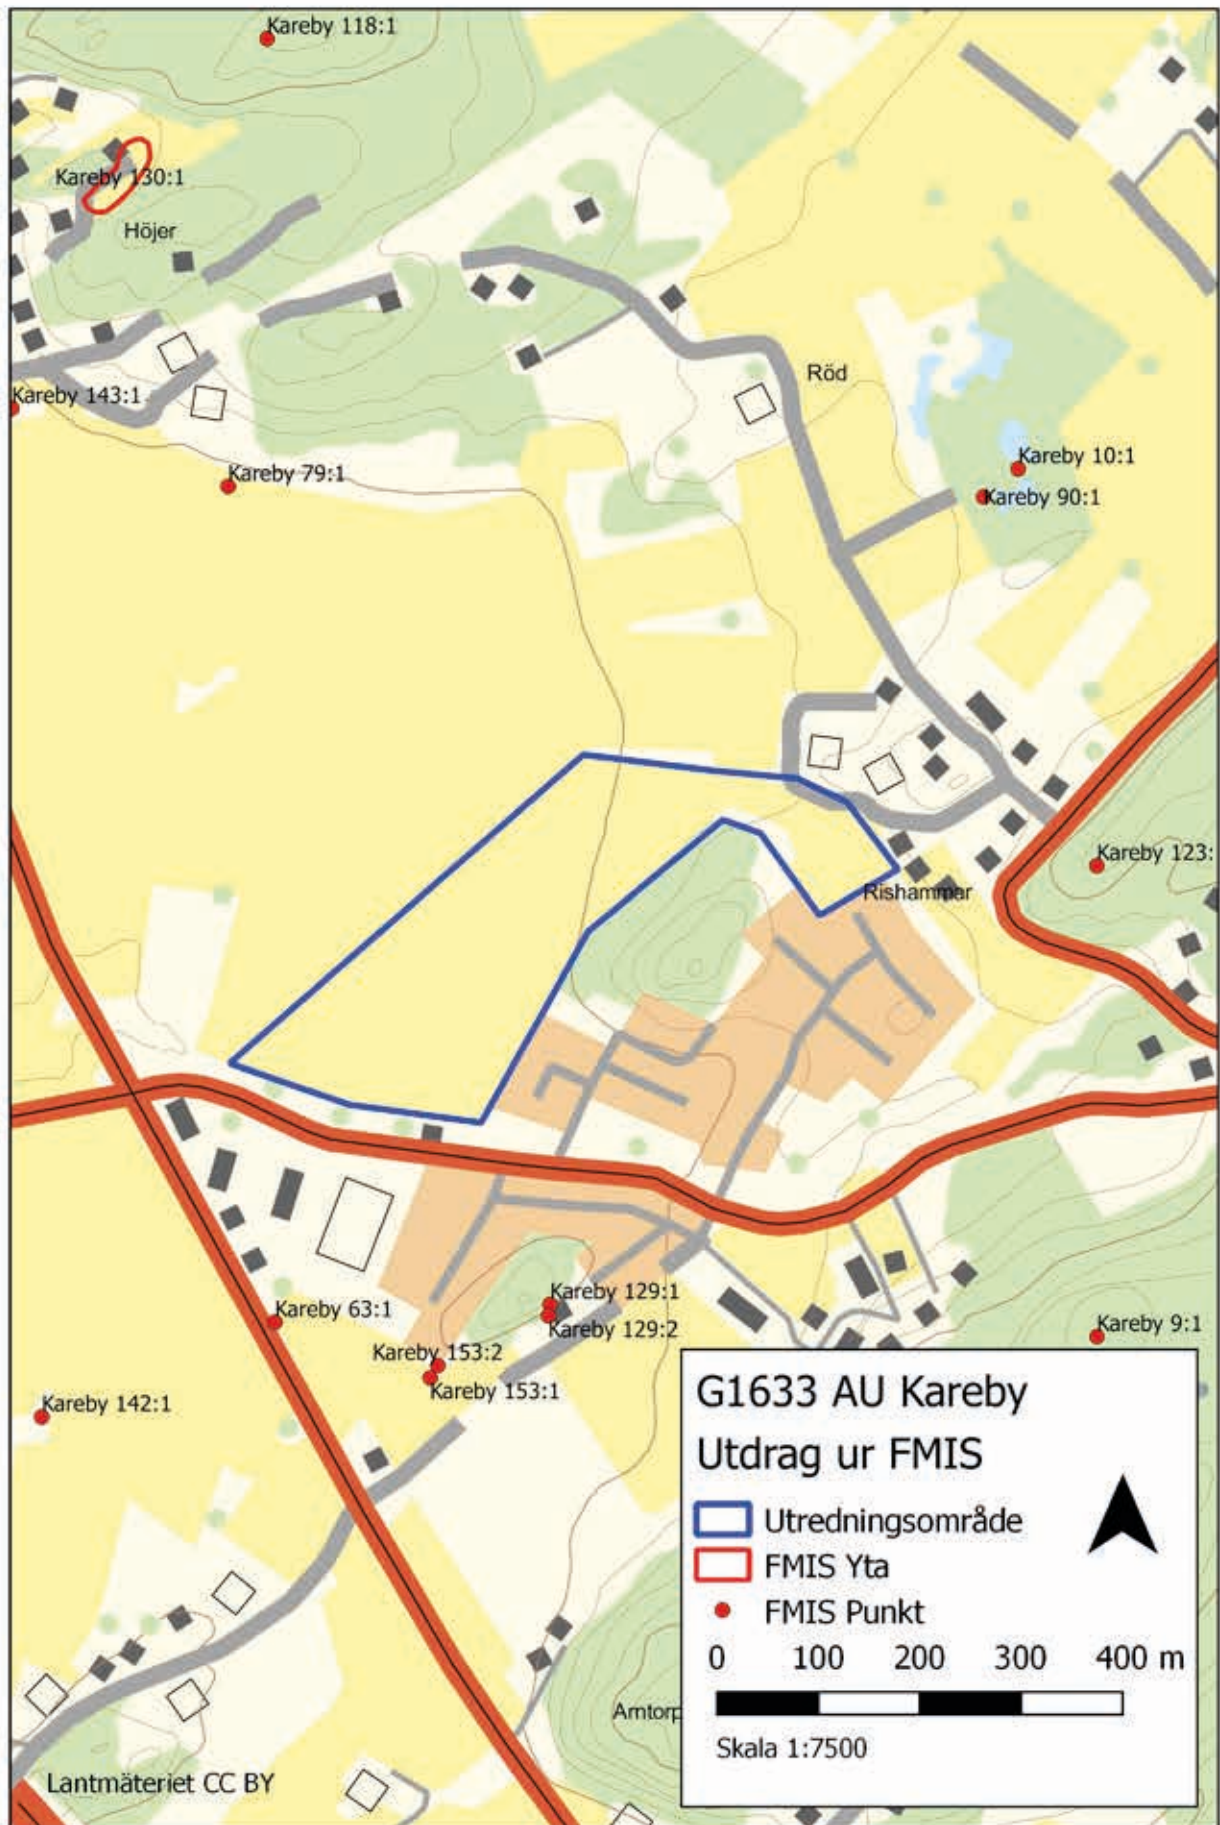 Kareby 118:1
Kareby 130:1
Höjer
Röd
Kareby 143:1
Kareby 79:1
Kareby 10:1
Kareby 90:1
Kareby 123:
Rishammar
Kareby 129:1
Kareby 63:1
Kareby 129:2
Kareby 9:1
Kareby 153:2
Kareby 153:1
Kareby 142:1
G1633 AU Kareby
Utdrag ur FMIS
Utredningsområde
FMIS Yta
FMIS Punkt
0 100 200 300 400 m
Skala 1:7500
Amtorp
Lantmäteriet CC BY